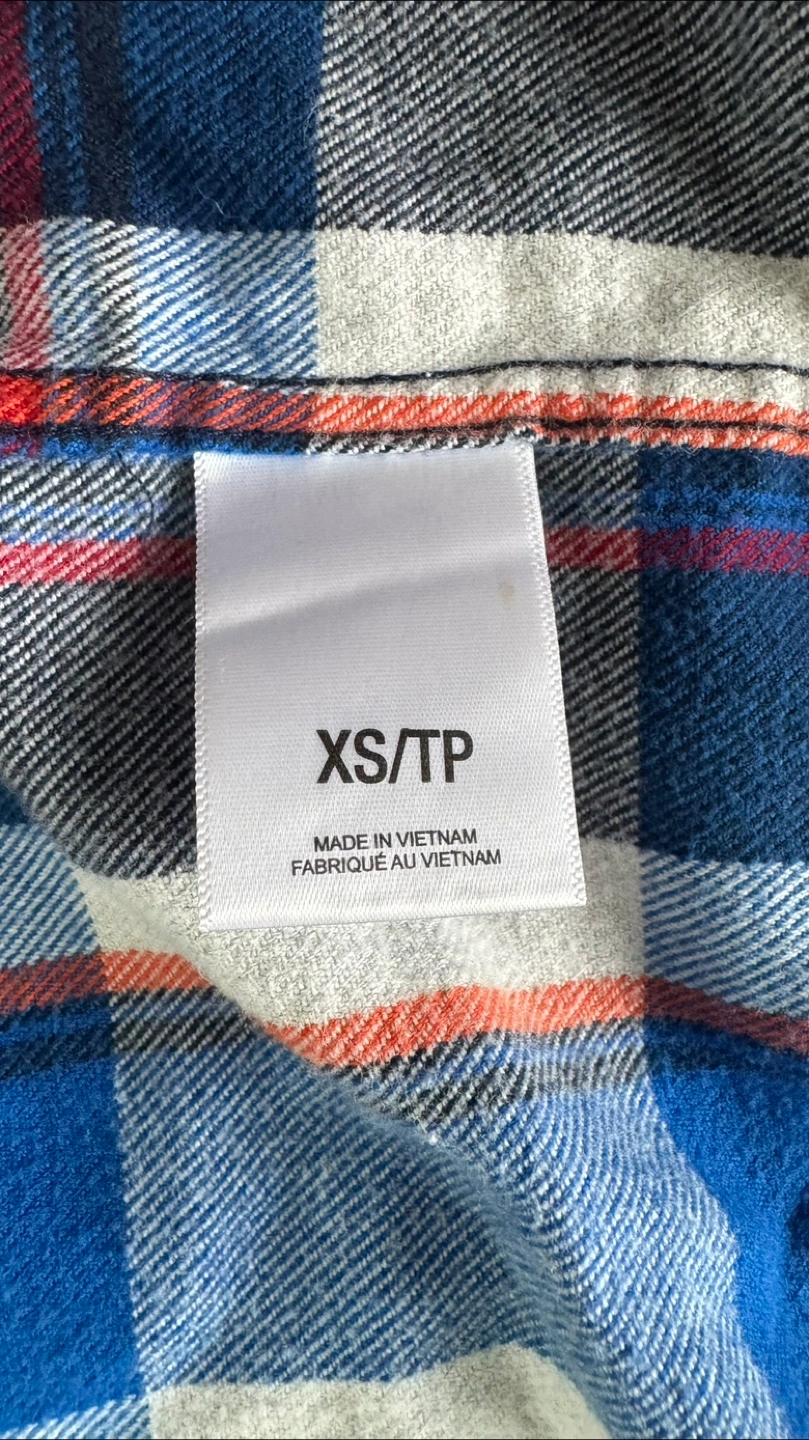 XS/TP
MADE IN VIETNAM
FABRIQUÉ AU VIETNAM